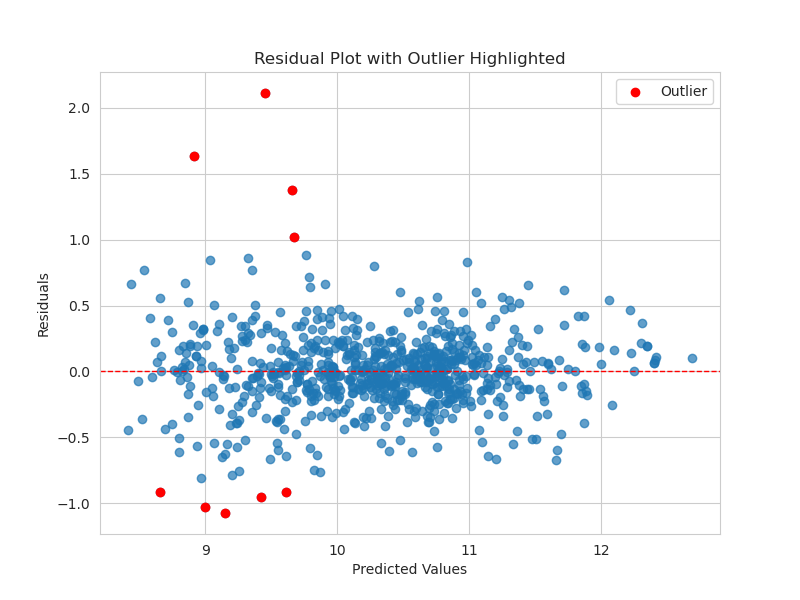 Residual Plot with Outlier Highlighted
Outlier
2.0
1.5
1.0
0.5
0.0
−0.5
−1.0
Residuals
9 10 11 12
Predicted Values